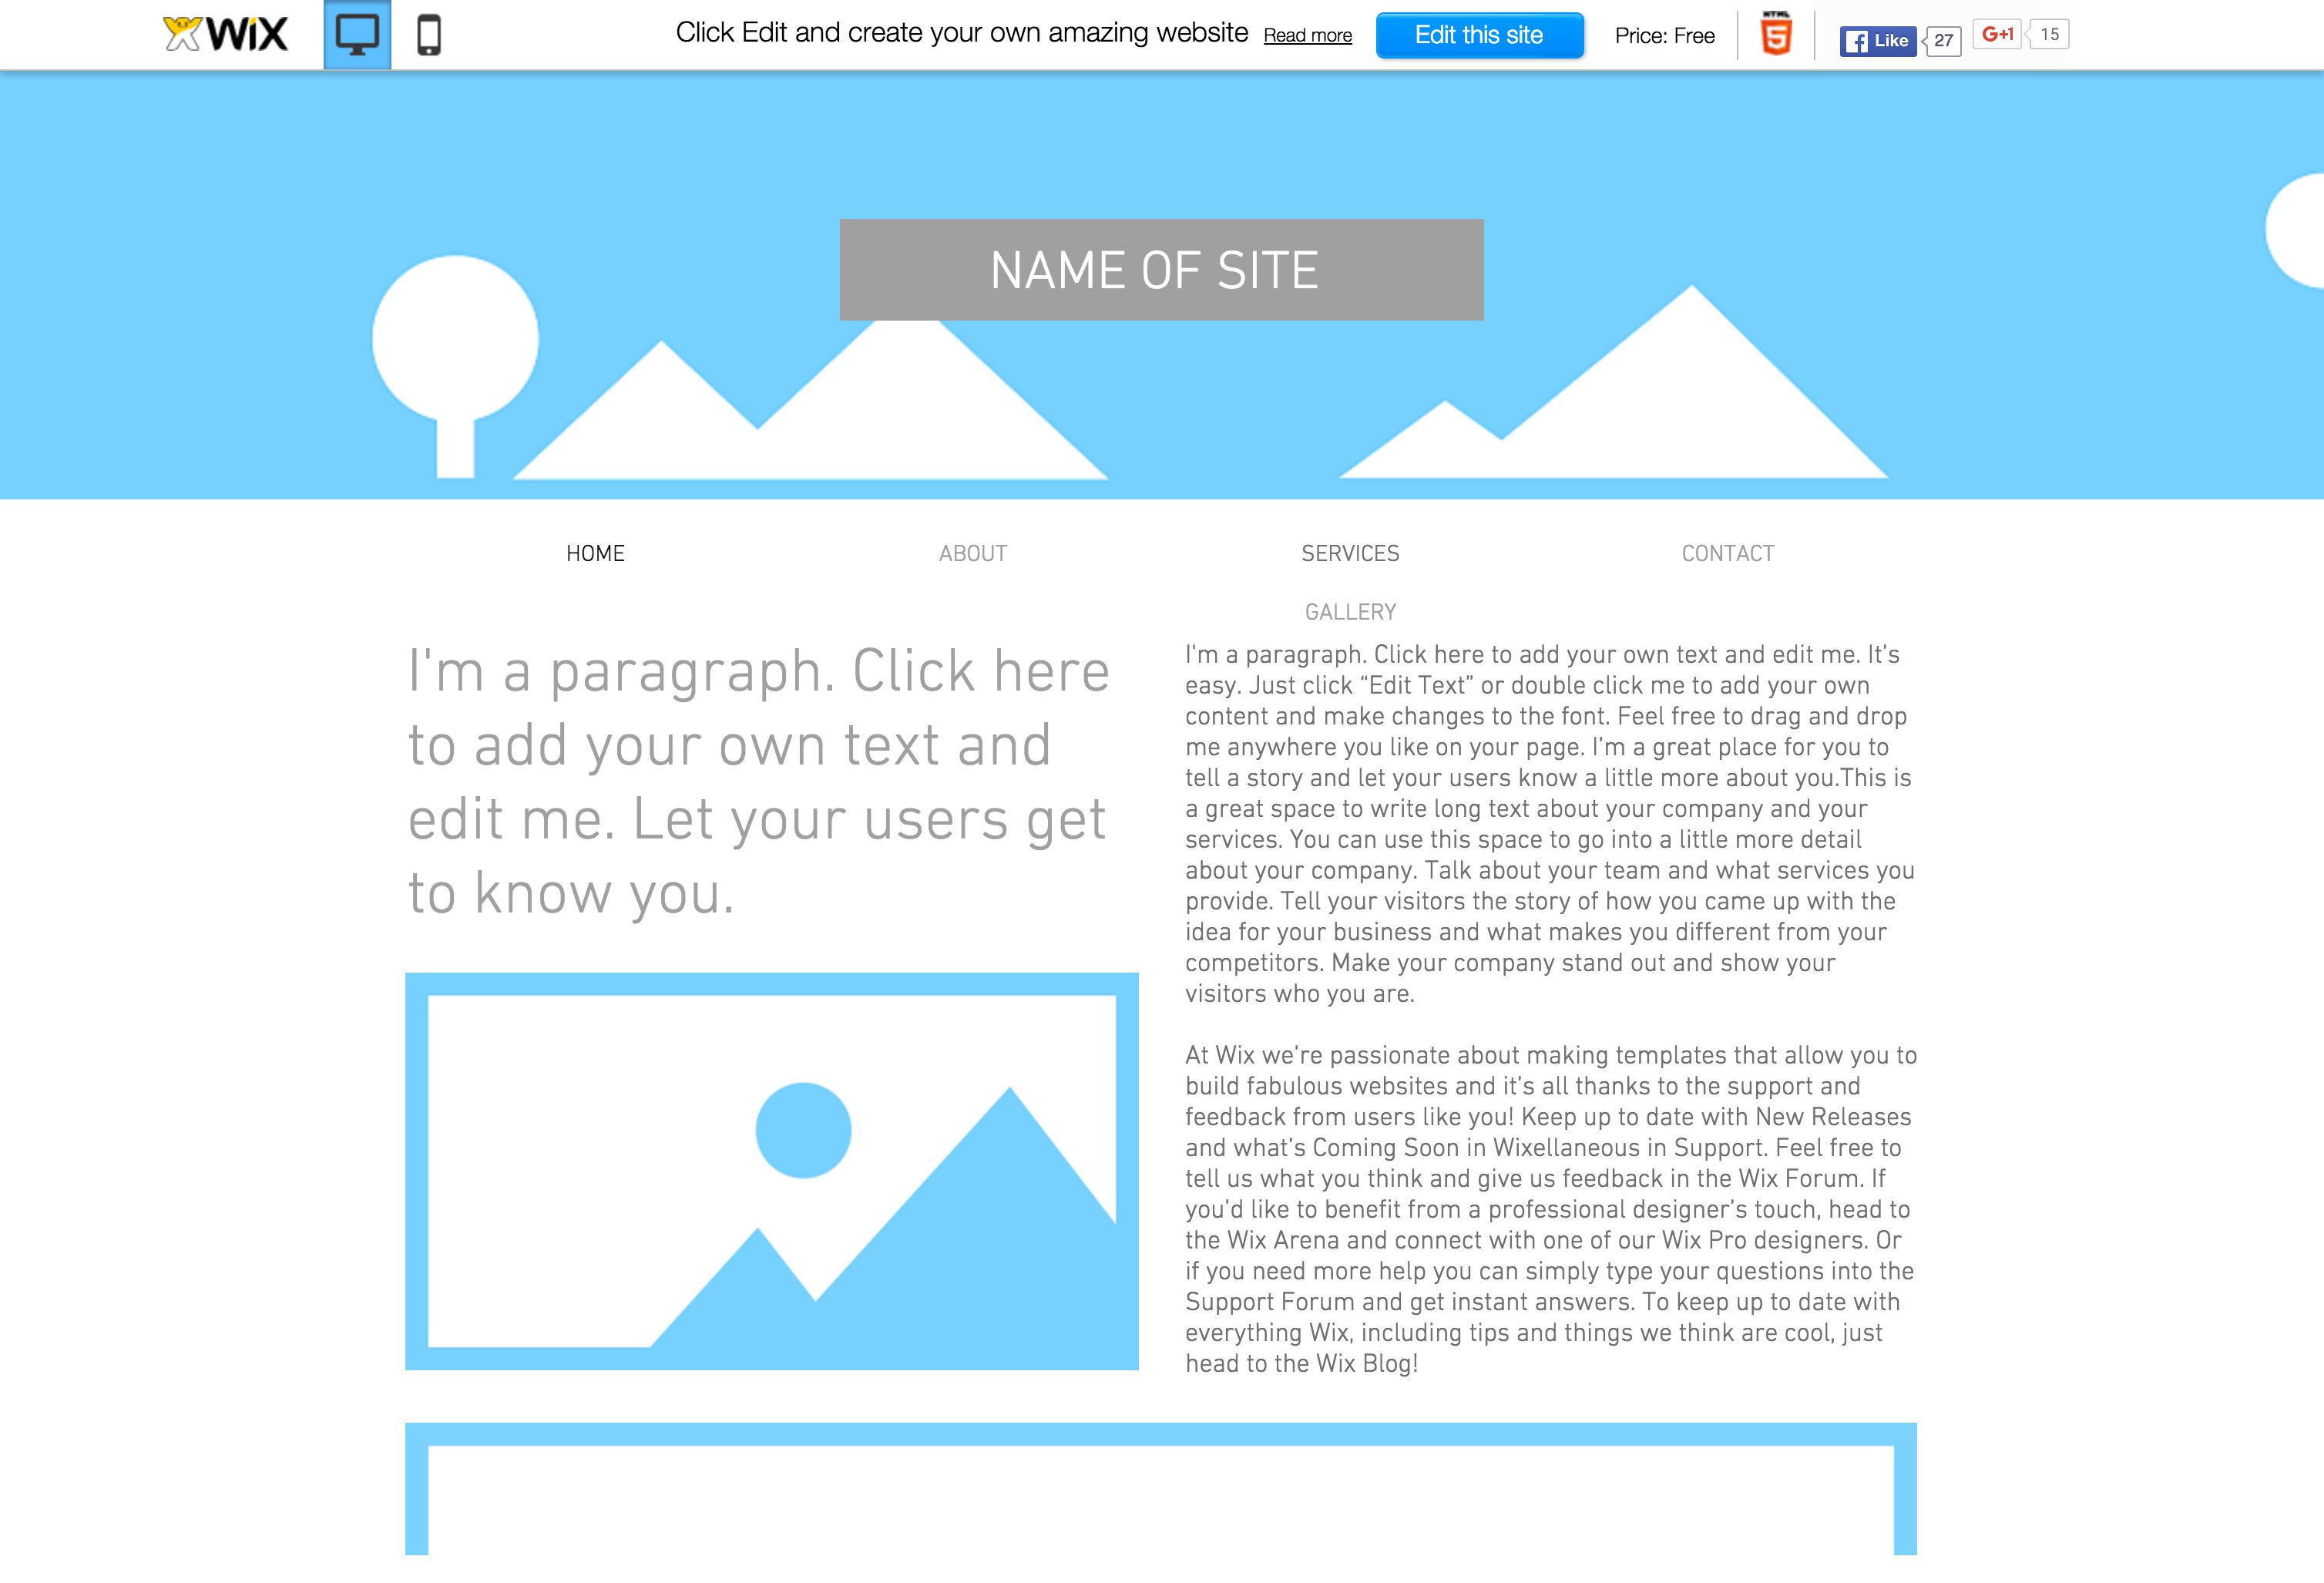 WiX
Click Edit and create your own amazing website Read more
Edit this site
Price: Free
HTML
5
Like 27
G+1 15
NAME OF SITE
HOME ABOUT SERVICES CONTACT
GALLERY
I'm a paragraph. Click here
to add your own text and
edit me. Let your users get
to know you.
I'm a paragraph. Click here to add your own text and edit me. It’s
easy. Just click “Edit Text” or double click me to add your own
content and make changes to the font. Feel free to drag and drop
me anywhere you like on your page. I’m a great place for you to
tell a story and let your users know a little more about you.This is
a great space to write long text about your company and your
services. You can use this space to go into a little more detail
about your company. Talk about your team and what services you
provide. Tell your visitors the story of how you came up with the
idea for your business and what makes you different from your
competitors. Make your company stand out and show your
visitors who you are.
At Wix we’re passionate about making templates that allow you to
build fabulous websites and it’s all thanks to the support and
feedback from users like you! Keep up to date with New Releases
and what’s Coming Soon in Wixellaneous in Support. Feel free to
tell us what you think and give us feedback in the Wix Forum. If
you’d like to benefit from a professional designer’s touch, head to
the Wix Arena and connect with one of our Wix Pro designers. Or
if you need more help you can simply type your questions into the
Support Forum and get instant answers. To keep up to date with
everything Wix, including tips and things we think are cool, just
head to the Wix Blog!